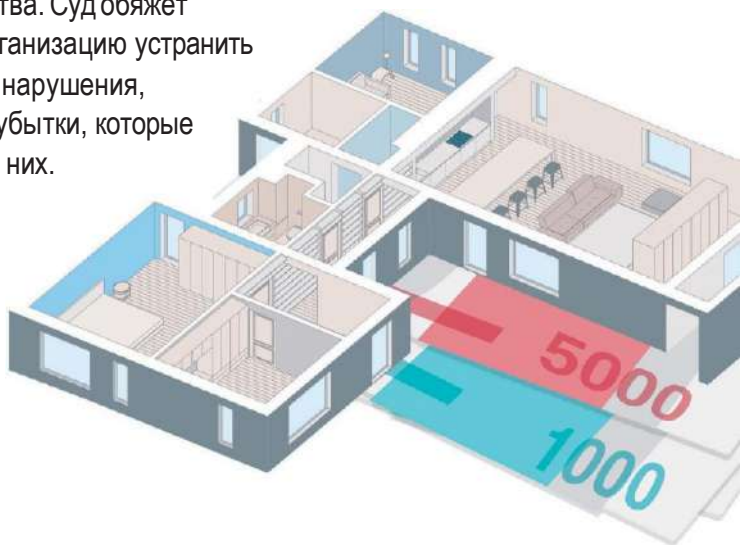 тва. Суд обяжет
ганизацию устранить
нарушения,
убытки, которые
них.
5000
1000